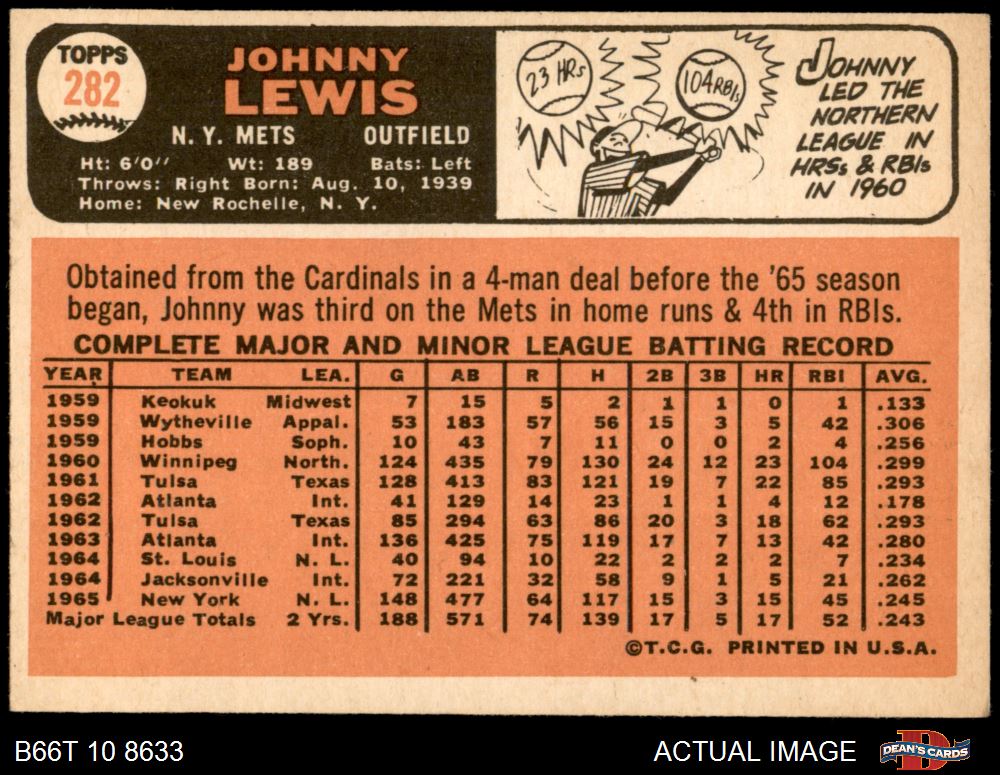 TOPPS
282
JOHNNY
LEWIS
N. Y. METS OUTFIELD
Ht: 6'0" Wt: 189 Bats: Left
Throws: Right Born: Aug. 10, 1939
Home: New Rochelle, N. Y.
23 HRs
104 RBIs
JOHNNY
LED THE
NORTHERN
LEAGUE IN
HRSs & RBIs
IN 1960
Obtained from the Cardinals in a 4-man deal before the '65 season
began, Johnny was third on the Mets in home runs & 4th in RBIs.
COMPLETE MAJOR AND MINOR LEAGUE BATTING RECORD
YEAR TEAM LEA. G AB R H 2B 3B HR RBI AVG.
1959 Keokuk Midwest 7 15 5 2 1 1 0 1 .133
1959 Wytheville Appal. 53 183 57 56 15 3 5 42 .306
1959 Hobbs Soph. 10 43 7 11 0 0 2 4 .256
1960 Winnipeg North. 124 435 79 130 24 12 23 104 .299
1961 Tulsa Texas 128 413 83 121 19 7 22 85 .293
1962 Atlanta Int. 41 129 14 23 1 1 4 12 .178
1962 Tulsa Texas 85 294 63 86 20 3 18 62 .293
1963 Atlanta Int. 136 425 75 119 17 7 13 42 .280
1964 St. Louis N. L. 40 94 10 22 2 2 2 7 .234
1964 Jacksonville Int. 72 221 32 58 9 1 5 21 .262
1965 New York N. L. 148 477 64 117 15 3 15 45 .245
Major League Totals 2 Yrs. 188 571 74 139 17 5 17 52 .243
©T.C.G. PRINTED IN U.S.A.
B66T 10 8633
ACTUAL IMAGE
D
DEAN'S CARDS